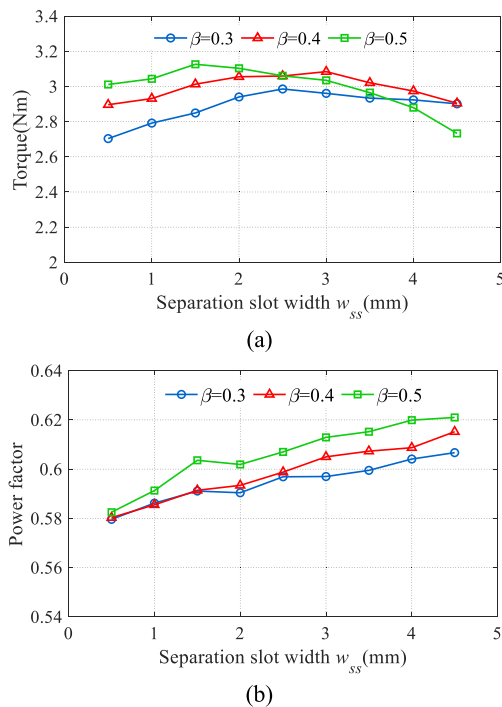 3.4
3.2
3
2.8
2.6
2.4
2.2
2
Torque(Nm)
β=0.3 β=0.4 β=0.5
0 1 2 3 4 5
Separation slot width w_ss(mm)
(a)
0.64
0.62
0.6
0.58
0.56
0.54
Power factor
β=0.3 β=0.4 β=0.5
0 1 2 3 4 5
Separation slot width w_ss(mm)
(b)